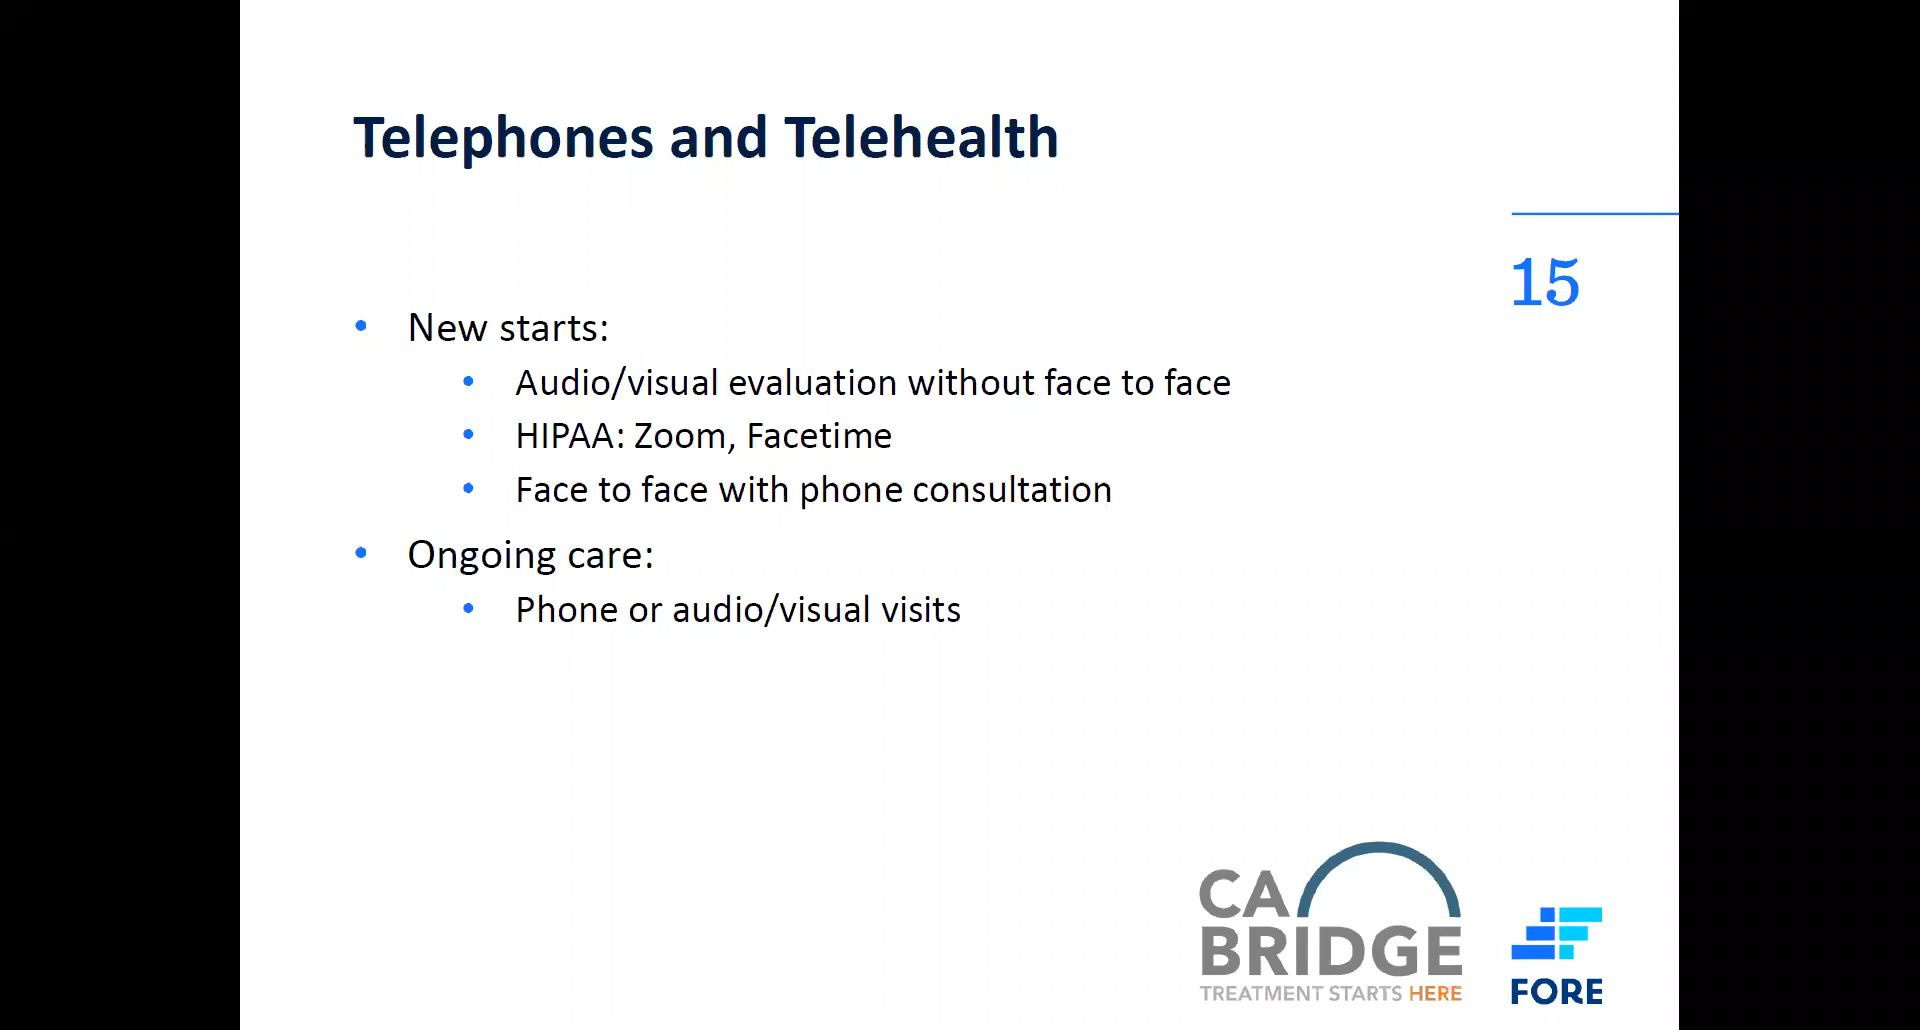 Telephones and Telehealth
15
• New starts:
• Audio/visual evaluation without face to face
• HIPAA: Zoom, Facetime
• Face to face with phone consultation
• Ongoing care:
• Phone or audio/visual visits
CA
BRIDGE
TREATMENT STARTS HERE
FORE